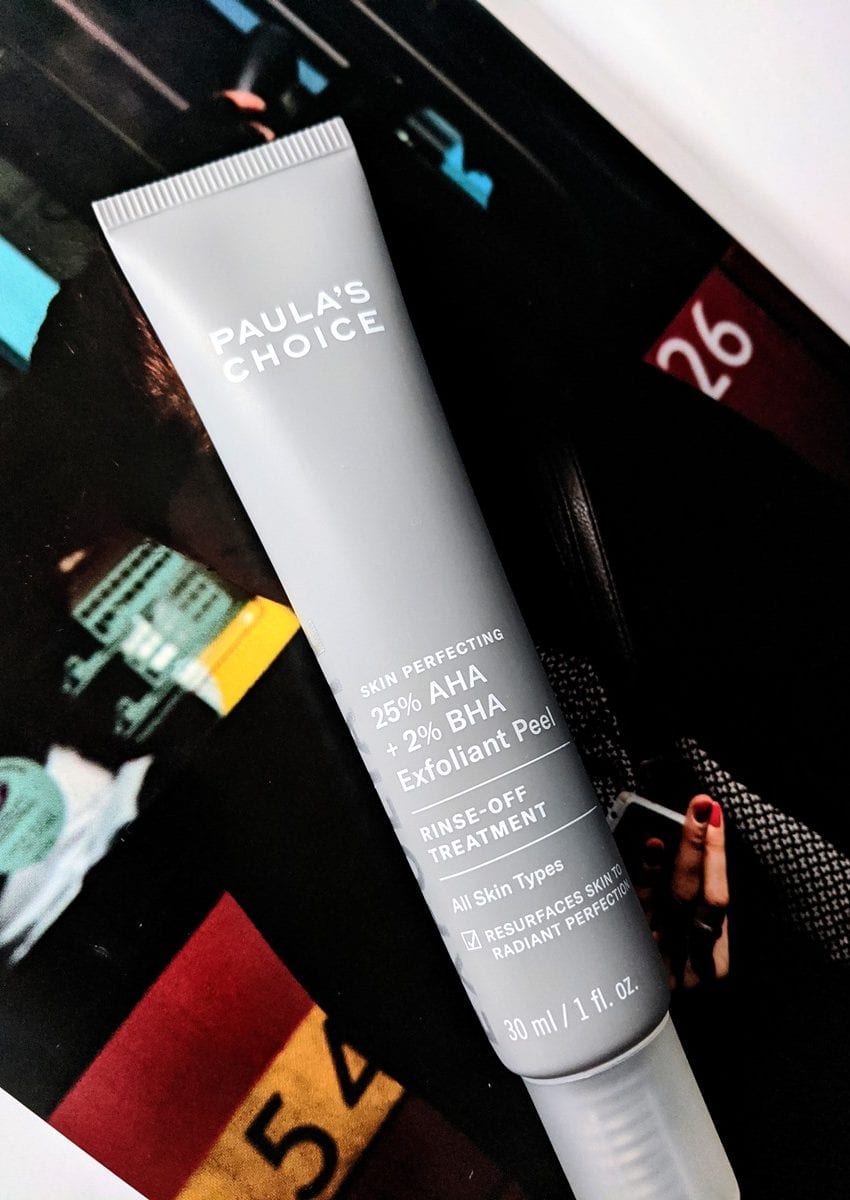 PAULA'S
CHOICE
SKIN PERFECTING
25% AHA
+ 2% BHA
Exfoliant Peel
RINSE-OFF
TREATMENT
All Skin Types
RESURFACES SKIN TO
RADIANT PERFECTION
30 ml / 1 fl. oz.
26
54